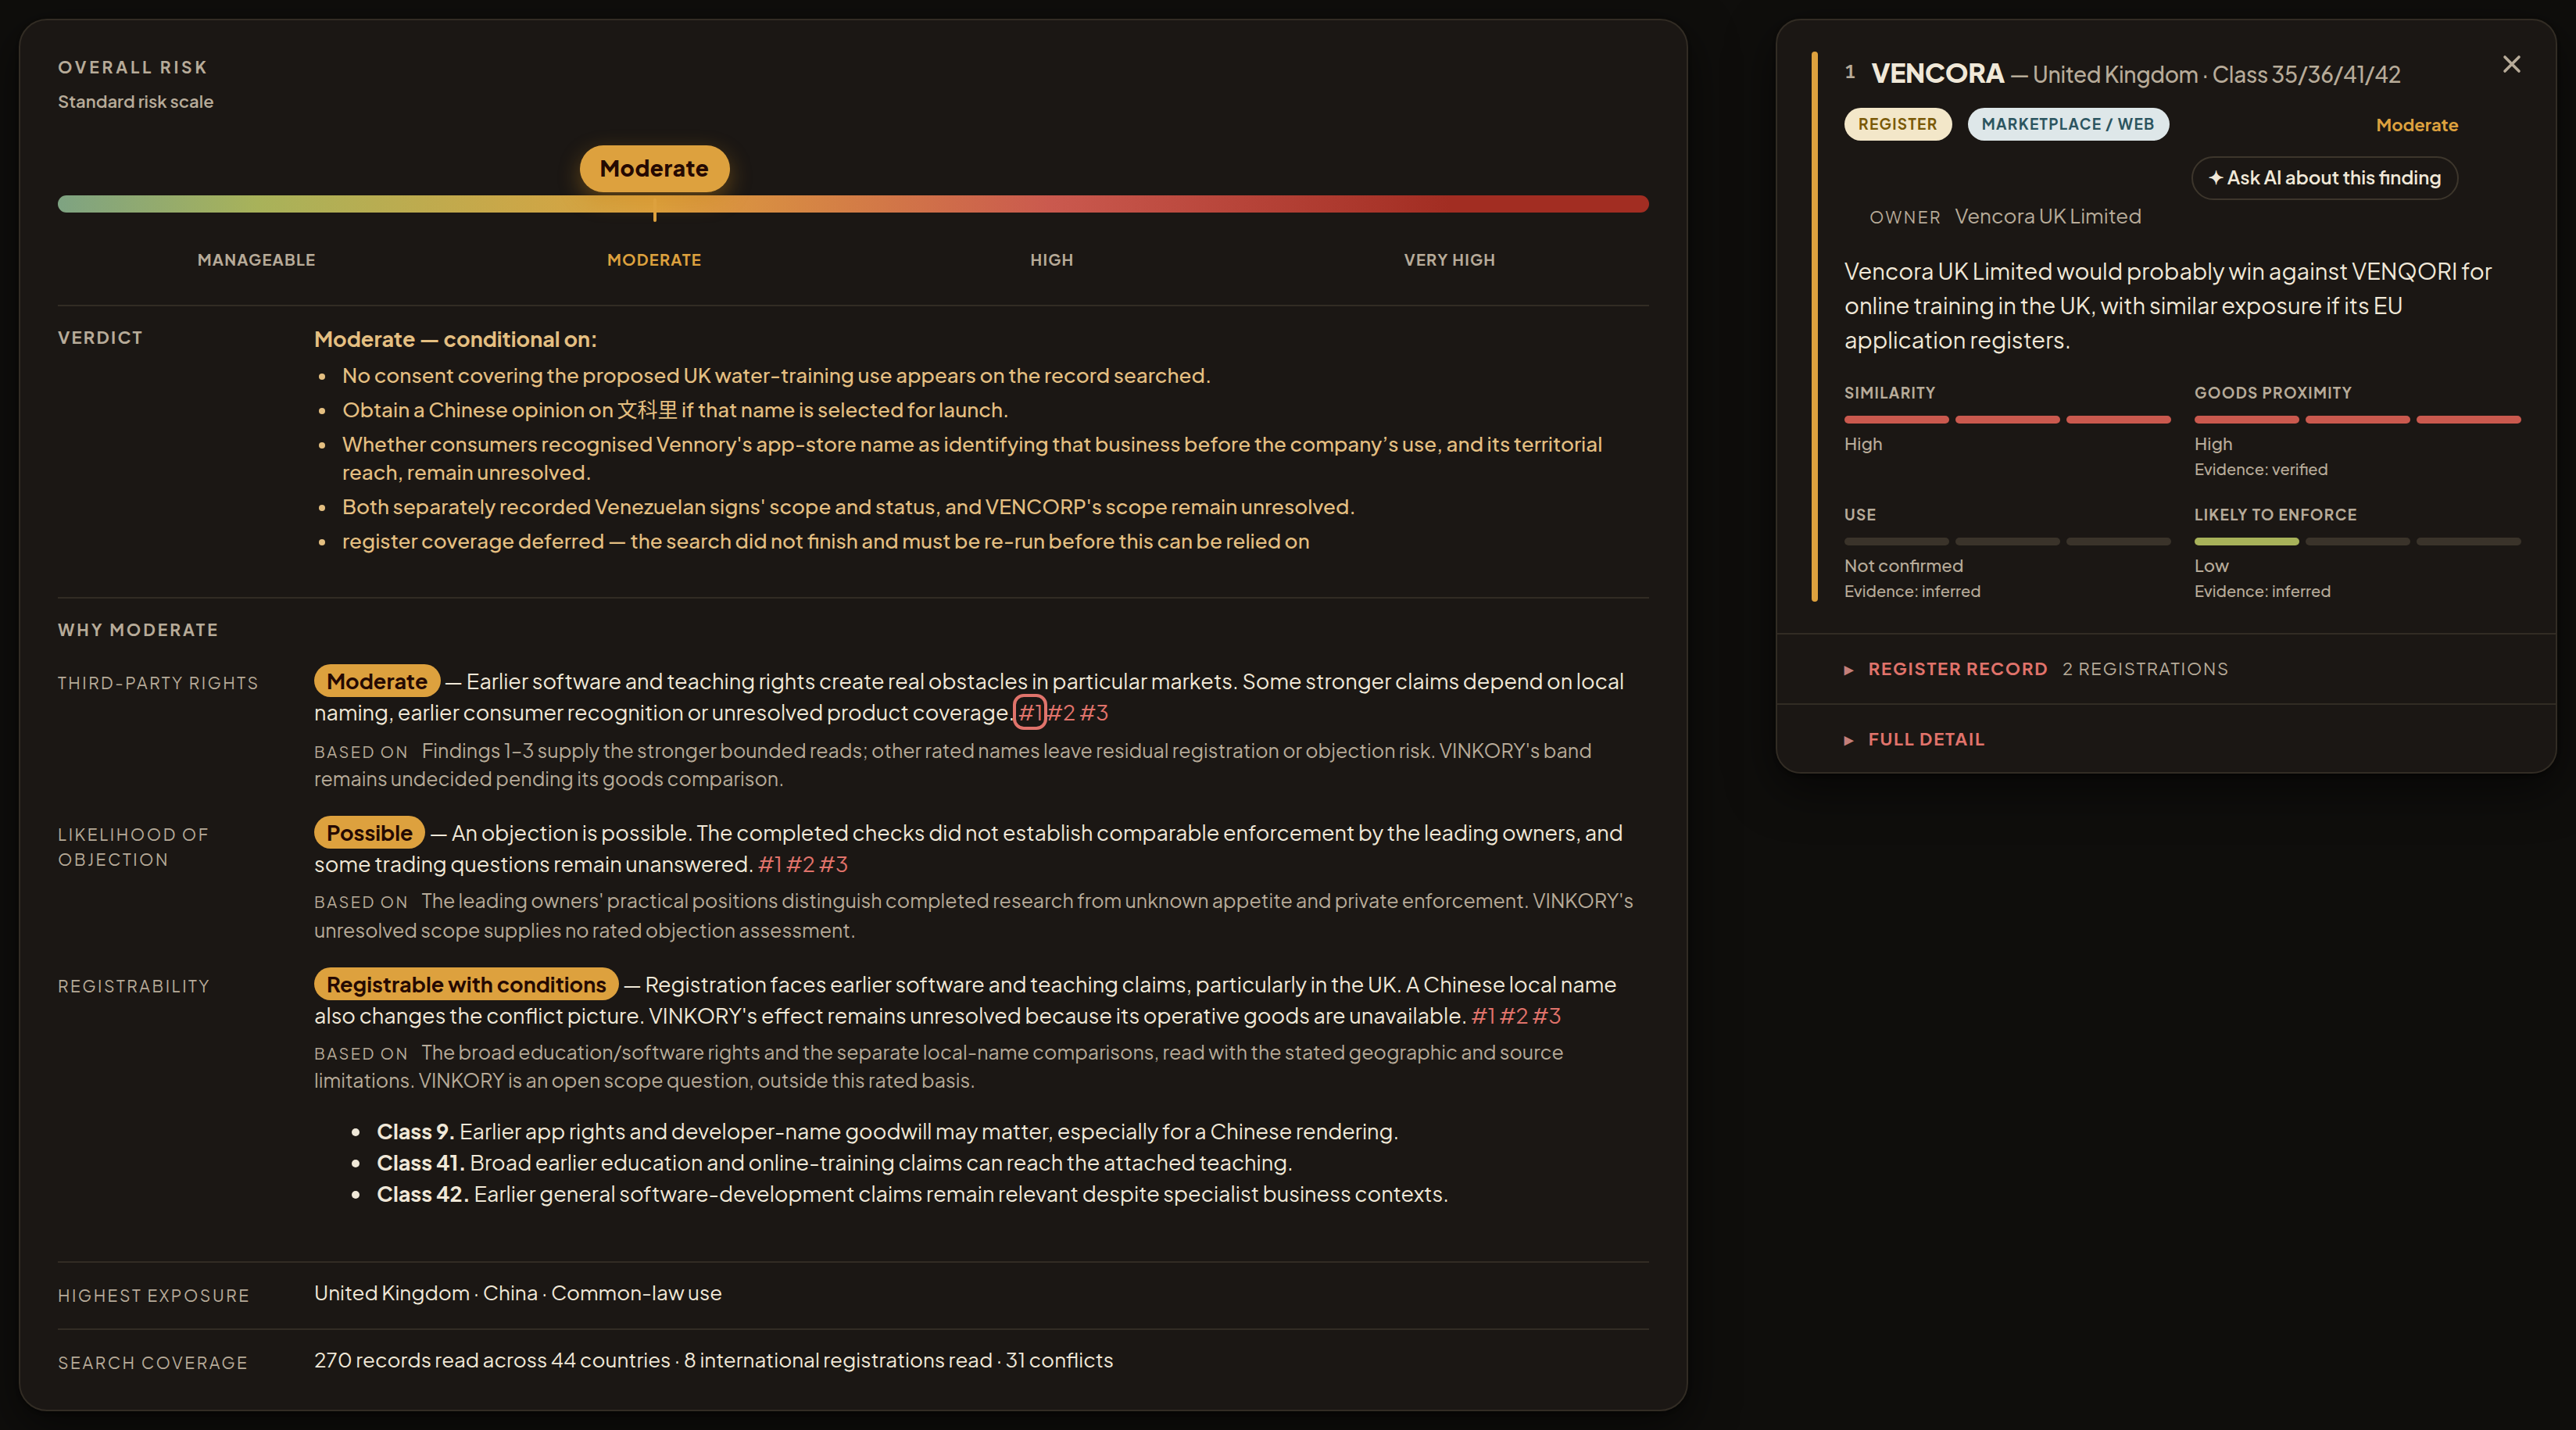 OVERALL RISK
Standard risk scale
Moderate
MANAGEABLE
MODERATE
HIGH
VERY HIGH
VERDICT
Moderate — conditional on:
• No consent covering the proposed UK water-training use appears on the record searched.
• Obtain a Chinese opinion on 文科里 if that name is selected for launch.
• Whether consumers recognised Vennory's app-store name as identifying that business before the company’s use, and its territorial
reach, remain unresolved.
• Both separately recorded Venezuelan signs' scope and status, and VENCORP's scope remain unresolved.
• register coverage deferred — the search did not finish and must be re-run before this can be relied on
WHY MODERATE
THIRD-PARTY RIGHTS
Moderate — Earlier software and teaching rights create real obstacles in particular markets. Some stronger claims depend on local
naming, earlier consumer recognition or unresolved product coverage. #1 #2 #3
BASED ON Findings 1–3 supply the stronger bounded reads; other rated names leave residual registration or objection risk. VINKORY's band
remains undecided pending its goods comparison.
LIKELIHOOD OF
OBJECTION
Possible — An objection is possible. The completed checks did not establish comparable enforcement by the leading owners, and
some trading questions remain unanswered. #1 #2 #3
BASED ON The leading owners' practical positions distinguish completed research from unknown appetite and private enforcement. VINKORY's
unresolved scope supplies no rated objection assessment.
REGISTRABILITY
Registrable with conditions — Registration faces earlier software and teaching claims, particularly in the UK. A Chinese local name
also changes the conflict picture. VINKORY's effect remains unresolved because its operative goods are unavailable. #1 #2 #3
BASED ON The broad education/software rights and the separate local-name comparisons, read with the stated geographic and source
limitations. VINKORY is an open scope question, outside this rated basis.
• Class 9. Earlier app rights and developer-name goodwill may matter, especially for a Chinese rendering.
• Class 41. Broad earlier education and online-training claims can reach the attached teaching.
• Class 42. Earlier general software-development claims remain relevant despite specialist business contexts.
HIGHEST EXPOSURE
United Kingdom · China · Common-law use
SEARCH COVERAGE
270 records read across 44 countries · 8 international registrations read · 31 conflicts
1 VENCORA — United Kingdom · Class 35/36/41/42
REGISTER
MARKETPLACE / WEB
Moderate
✦ Ask AI about this finding
OWNER Vencora UK Limited
Vencora UK Limited would probably win against VENQORI for
online training in the UK, with similar exposure if its EU
application registers.
SIMILARITY
High
GOODS PROXIMITY
High
Evidence: verified
USE
Not confirmed
Evidence: inferred
LIKELY TO ENFORCE
Low
Evidence: inferred
▸ REGISTER RECORD 2 REGISTRATIONS
▸ FULL DETAIL